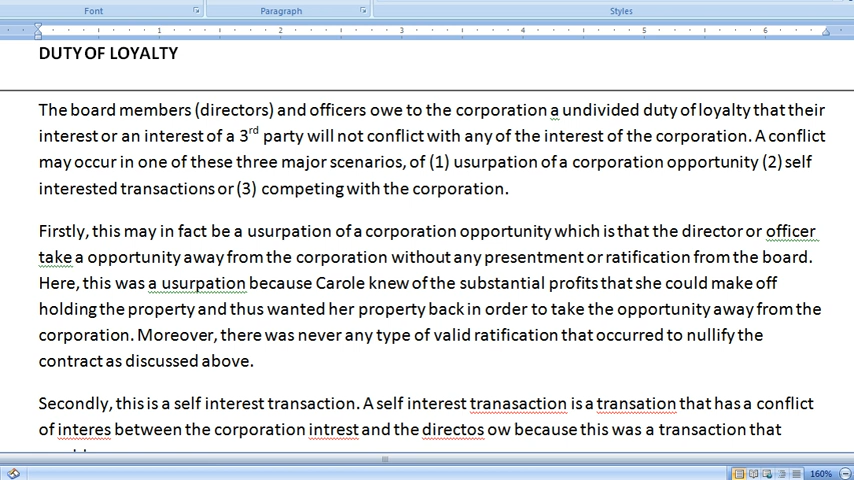 Font Paragraph Styles
1 2 3 4 5 6
DUTY OF LOYALTY
The board members (directors) and officers owe to the corporation a undivided duty of loyalty that their
interest or an interest of a 3rd party will not conflict with any of the interest of the corporation. A conflict
may occur in one of these three major scenarios, of (1) usurpation of a corporation opportunity (2) self
interested transactions or (3) competing with the corporation.
Firstly, this may in fact be a usurpation of a corporation opportunity which is that the director or officer
take a opportunity away from the corporation without any presentment or ratification from the board.
Here, this was a usurpation because Carole knew of the substantial profits that she could make off
holding the property and thus wanted her property back in order to take the opportunity away from the
corporation. Moreover, there was never any type of valid ratification that occurred to nullify the
contract as discussed above.
Secondly, this is a self interest transaction. A self interest tranasaction is a transation that has a conflict
of interes between the corporation intrest and the directos ow because this was a transaction that
160%